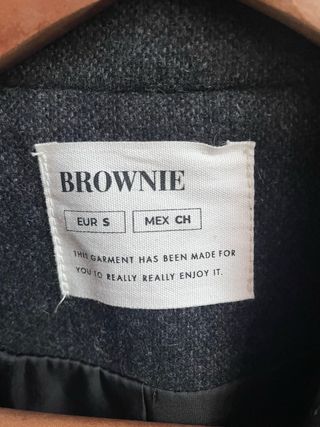 BROWNIE
EUR S MEX CH
THIS GARMENT HAS BEEN MADE FOR
YOU TO REALLY REALLY ENJOY IT.